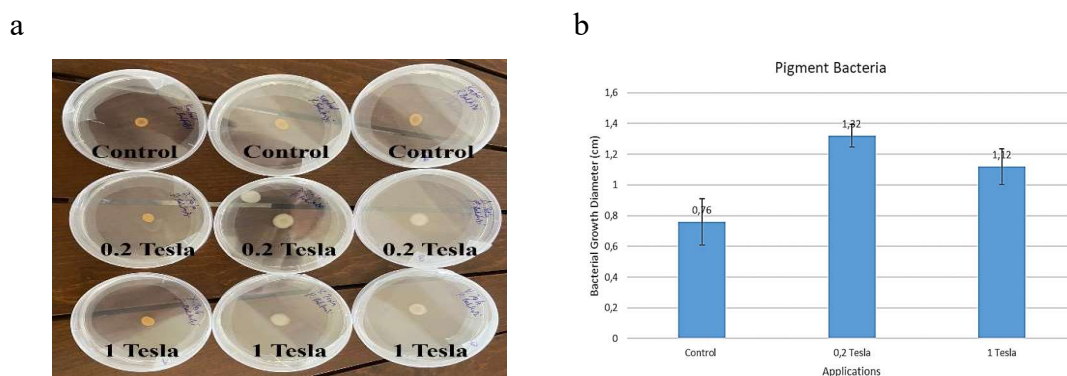 a
b
Control Control Control
0.2 Tesla 0.2 Tesla 0.2 Tesla
1 Tesla 1 Tesla 1 Tesla
Pigment Bacteria
Bacterial Growth Diameter (cm)
1,6
1,4
1,2
1
0,8
0,6
0,4
0,2
0
0,76
1,32
1,12
Control 0,2 Tesla 1 Tesla
Applications